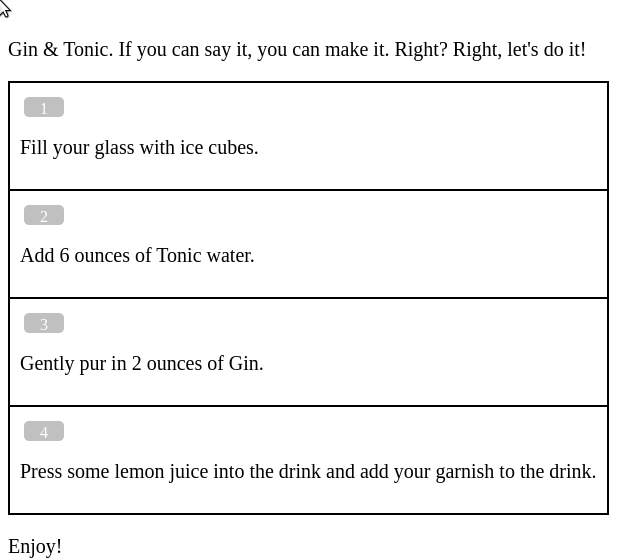 Gin & Tonic. If you can say it, you can make it. Right? Right, let's do it!
1
Fill your glass with ice cubes.
2
Add 6 ounces of Tonic water.
3
Gently pur in 2 ounces of Gin.
4
Press some lemon juice into the drink and add your garnish to the drink.
Enjoy!